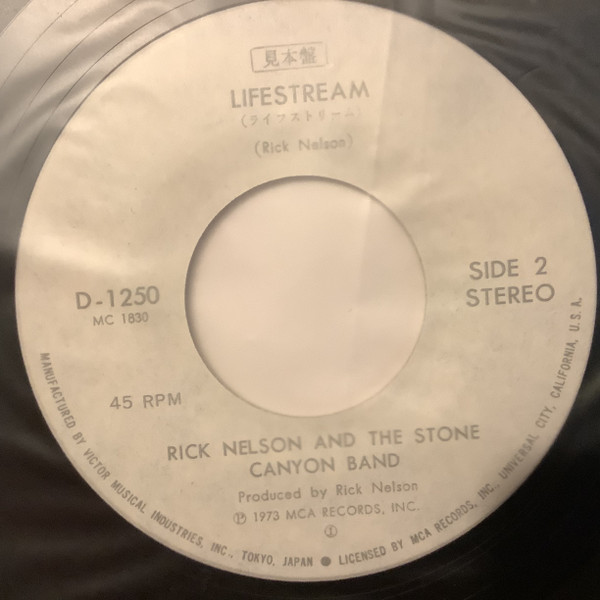 見本盤
LIFESTREAM
(ライフストリーム)
(Rick Nelson)
D-1250
MC 1830
SIDE 2
STEREO
45 RPM
RICK NELSON AND THE STONE
CANYON BAND
Produced by Rick Nelson
Ⓟ 1973 MCA RECORDS, INC.
Ⓘ
MANUFACTURED BY VICTOR MUSICAL INDUSTRIES, INC., TOKYO, JAPAN ● LICENSED BY MCA RECORDS, INC., UNIVERSAL CITY, CALIFORNIA, U.S.A.